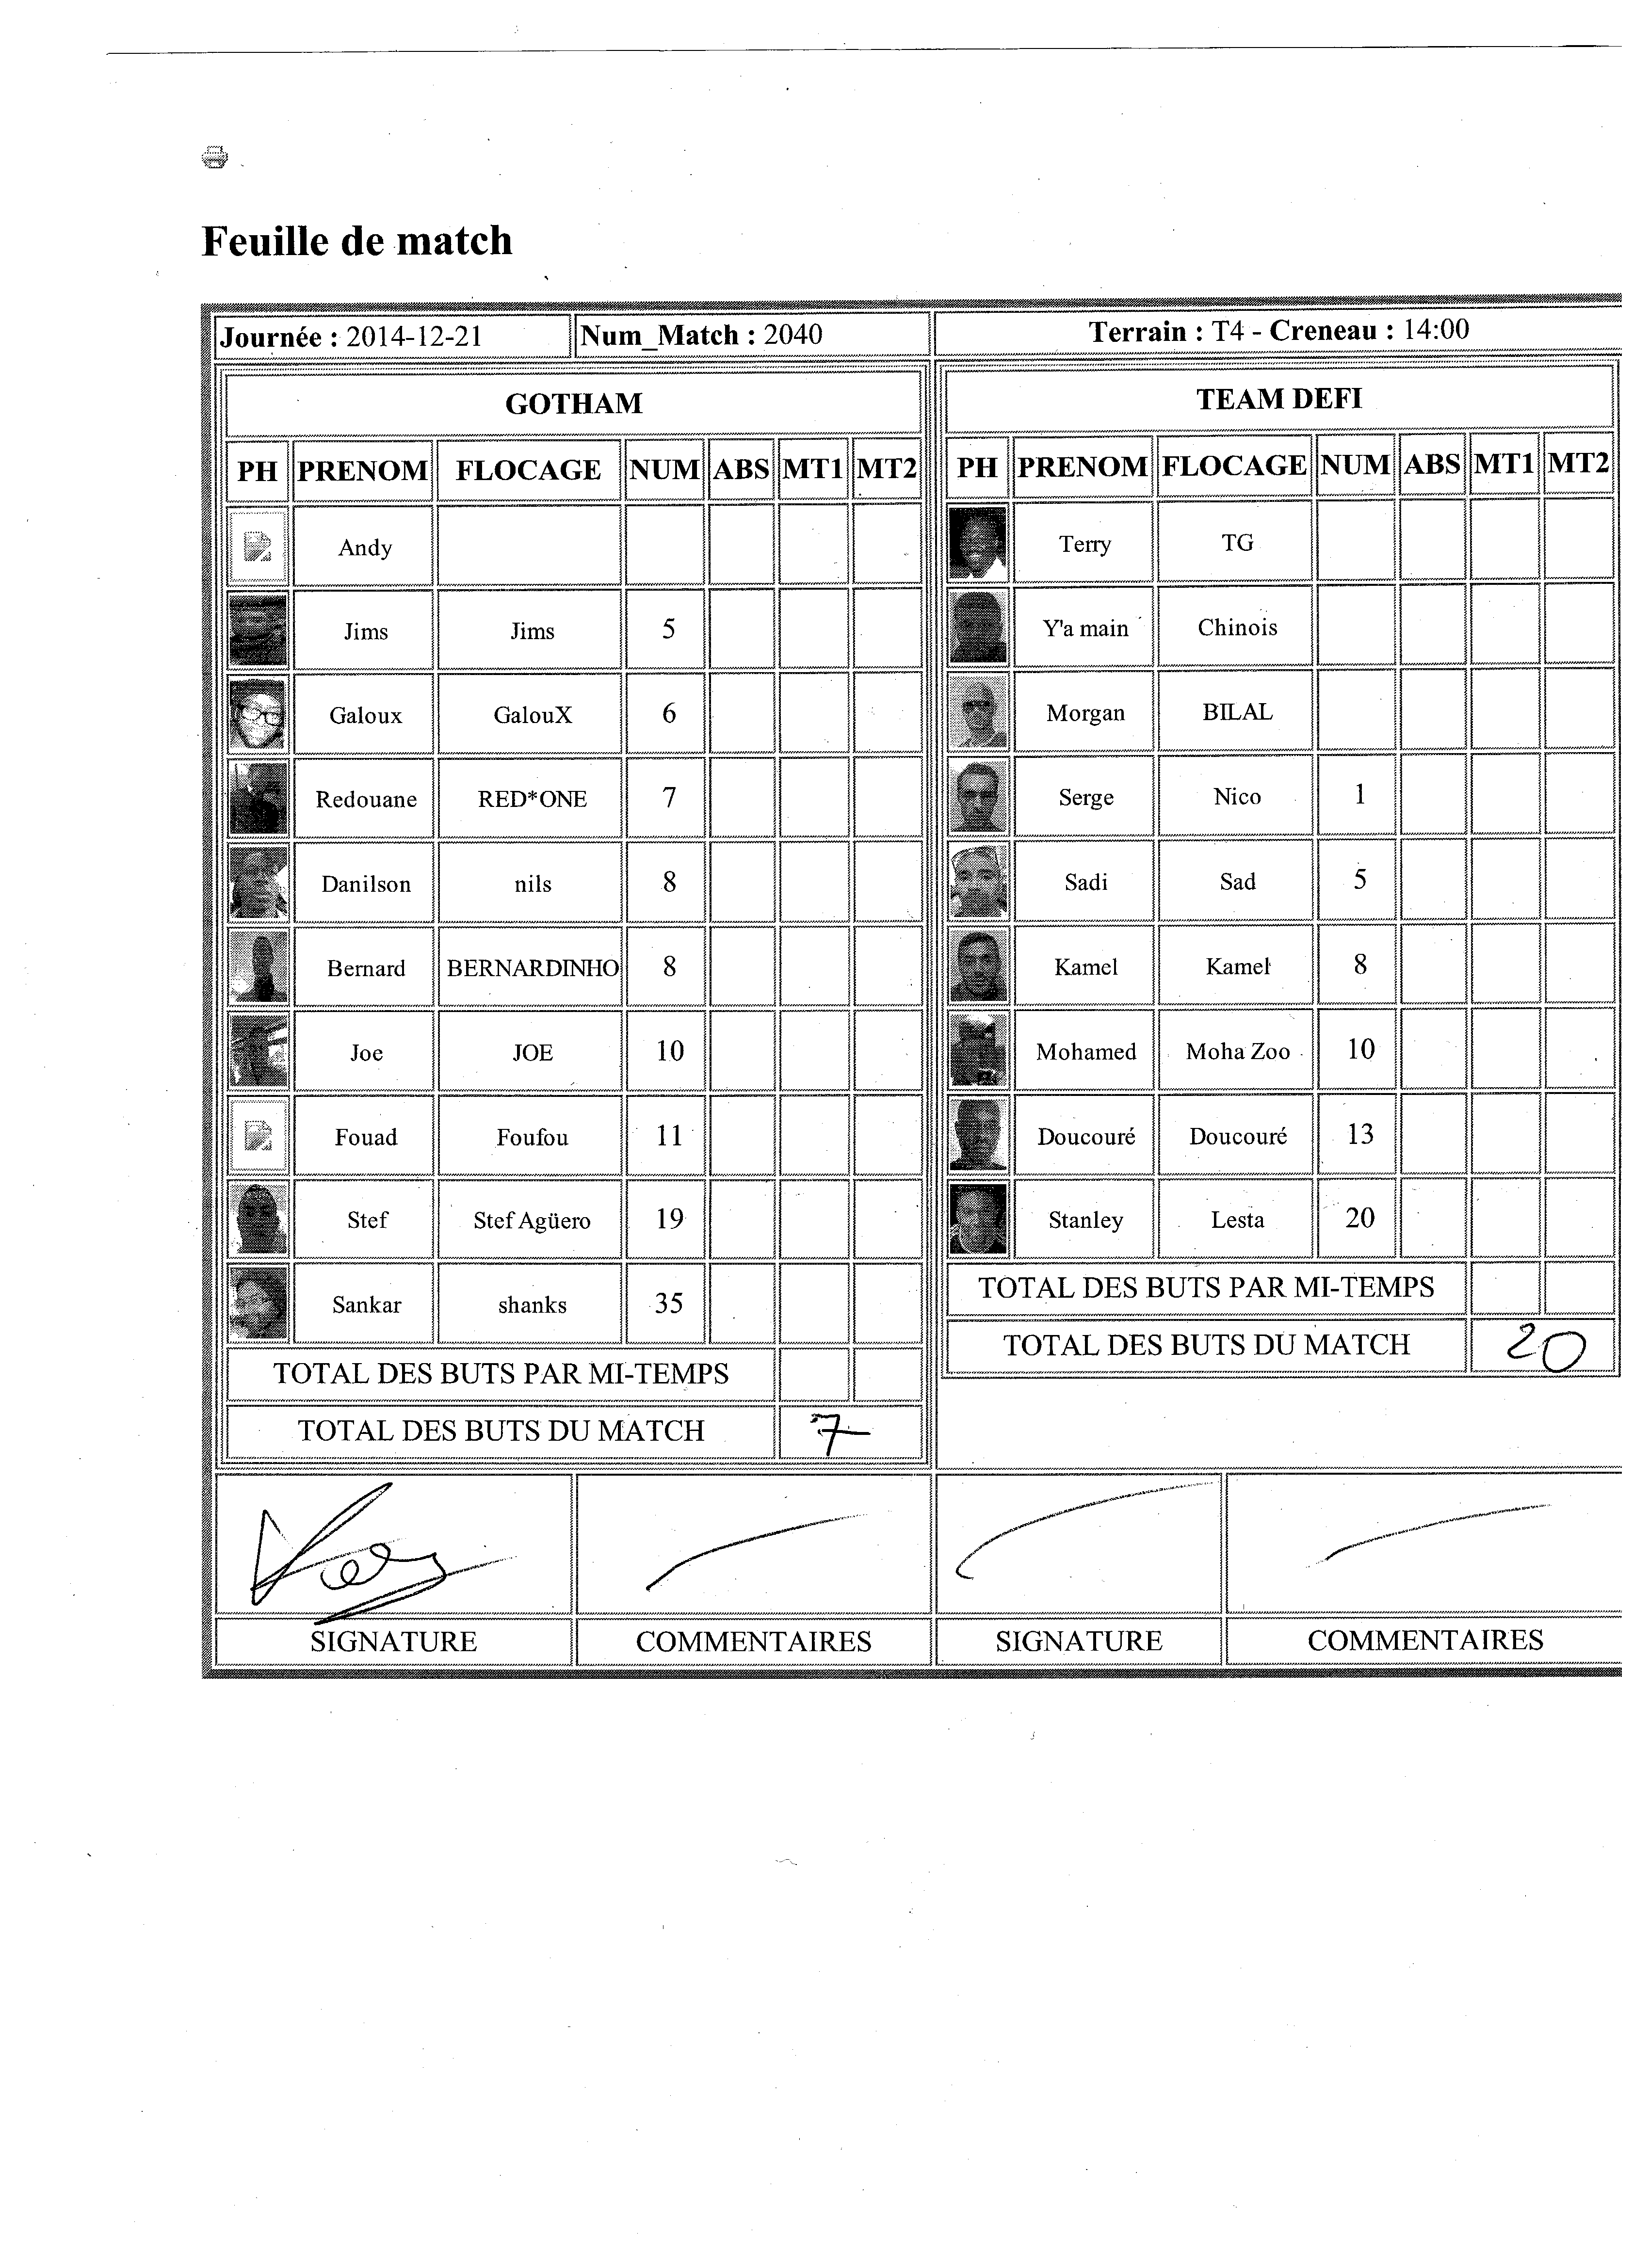 Feuille de match
Journée : 2014-12-21 Num_Match : 2040 Terrain : T4 - Creneau : 14:00
GOTHAM
PH PRENOM FLOCAGE NUM ABS MT1 MT2
Andy
Jims Jims 5
Galoux GalouX 6
Redouane RED*ONE 7
Danilson nils 8
Bernard BERNARDINHO 8
Joe JOE 10
Fouad Foufou 11
Stef Stef Agüero 19
Sankar shanks 35
TOTAL DES BUTS PAR MI-TEMPS
TOTAL DES BUTS DU MATCH 7
TEAM DEFI
PH PRENOM FLOCAGE NUM ABS MT1 MT2
Terry TG
Y'a main Chinois
Morgan BILAL
Serge Nico 1
Sadi Sad 5
Kamel Kamel 8
Mohamed Moha Zoo 10
Doucouré Doucouré 13
Stanley Lesta 20
TOTAL DES BUTS PAR MI-TEMPS
TOTAL DES BUTS DU MATCH 20
SIGNATURE COMMENTAIRES SIGNATURE COMMENTAIRES